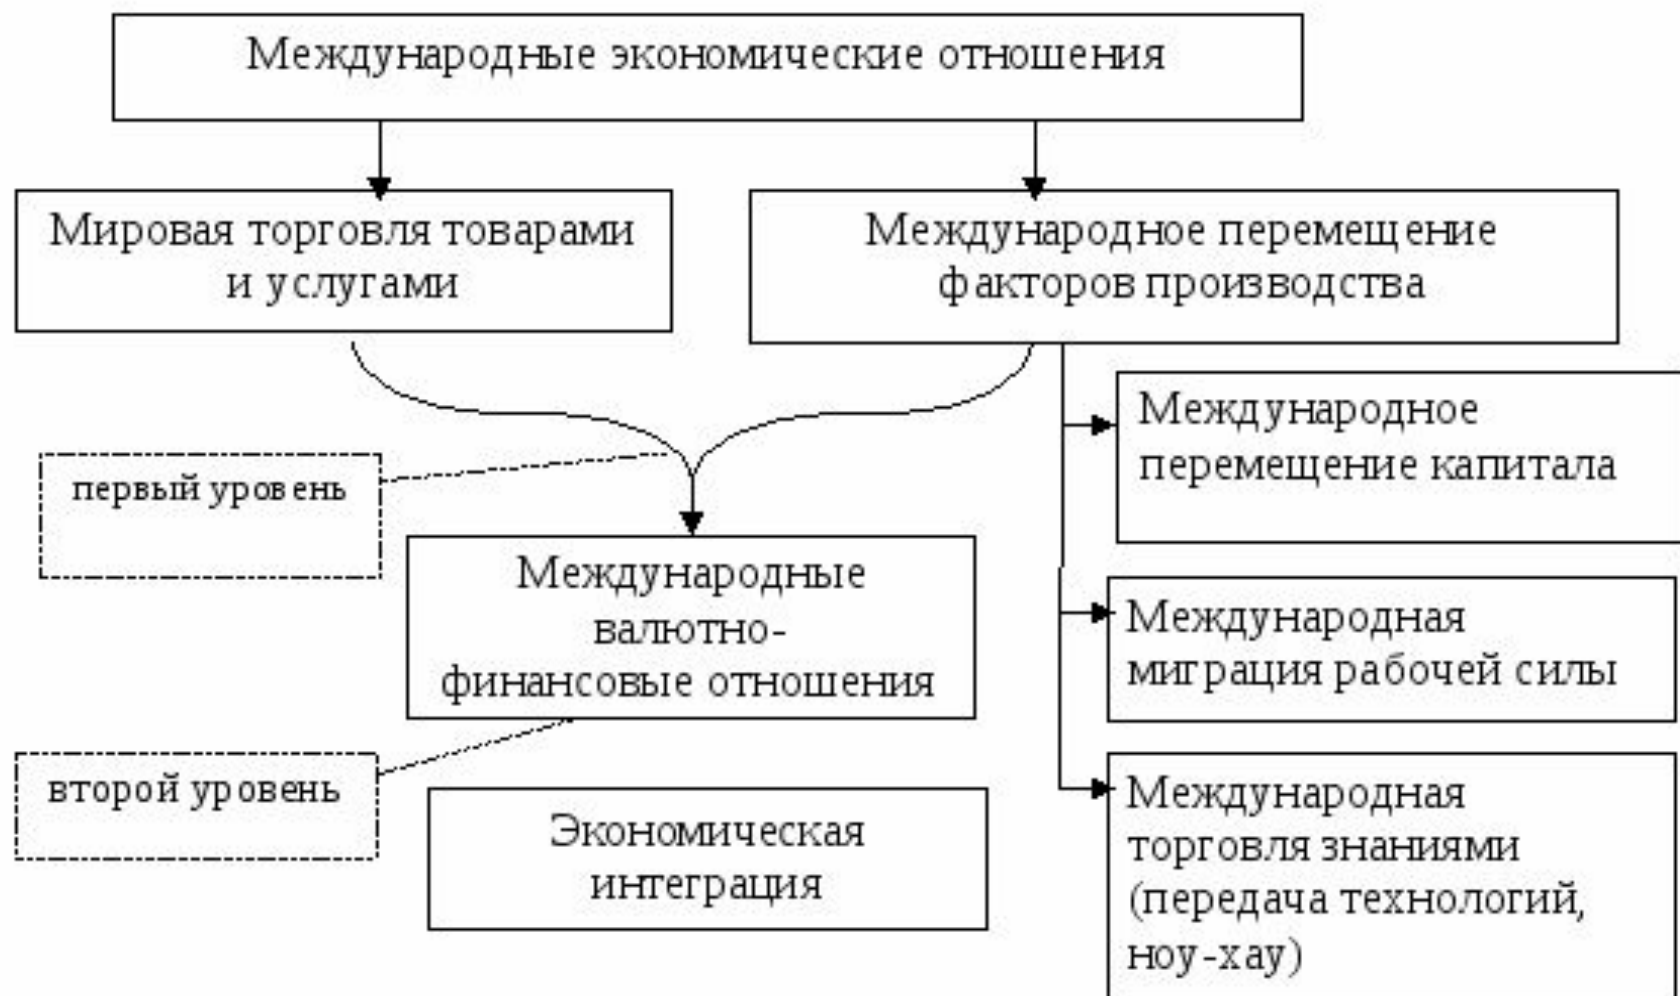 Международные экономические отношения
Мировая торговля товарами
и услугами
Международное перемещение
факторов производства
первый уровень
Международное
перемещение капитала
Международные
валютно-
финансовые отношения
Международная
миграция рабочей силы
второй уровень
Экономическая
интеграция
Международная
торговля знаниями
(передача технологий,
ноу-хау)